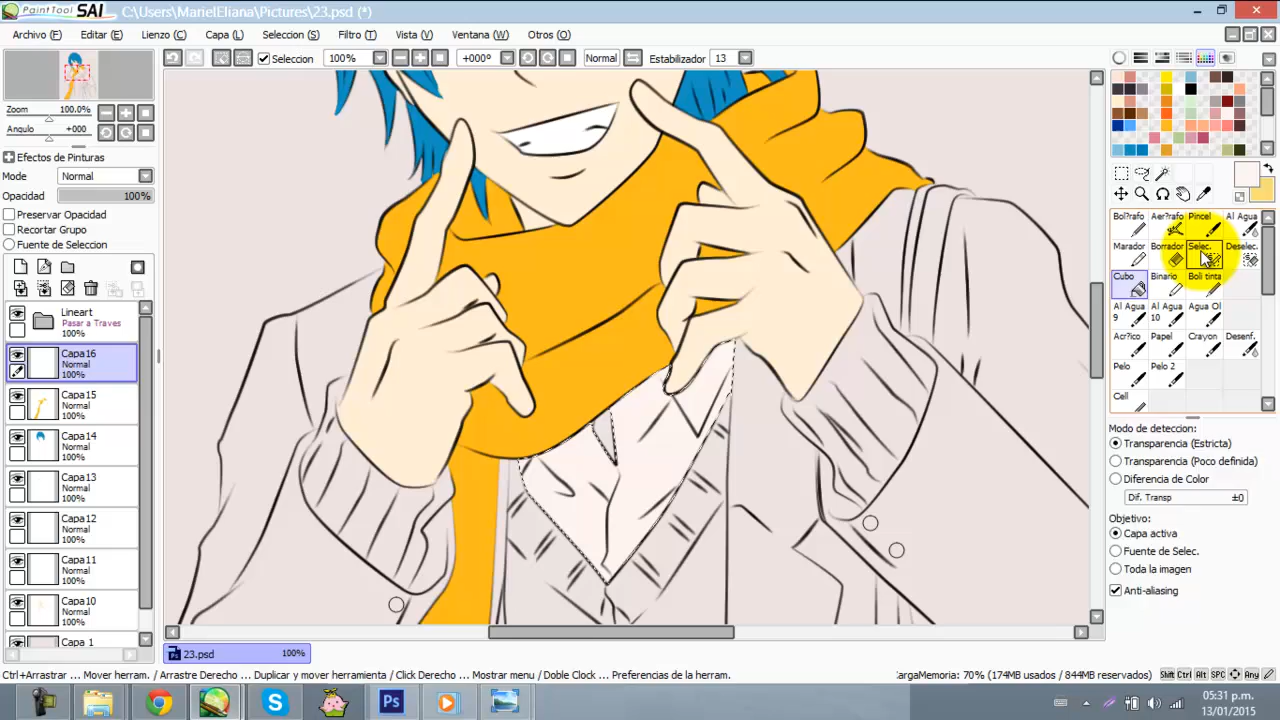 PaintTool SAI C:\Users\MarielEliana\Pictures\23.psd (*)
Archivo (F) Editar (E) Lienzo (C) Capa (L) Seleccion (S) Filtro (T) Vista (V) Ventana (W) Otros (O)
Seleccion 100% +000º Normal Estabilizador 13
Zoom 100.0%
Angulo +000
Efectos de Pinturas
Modo Normal
Opacidad 100%
Preservar Opacidad
Recortar Grupo
Fuente de Seleccion
Lineart
Pasar a Traves
100%
Capa16
Normal
100%
Capa15
Normal
100%
Capa14
Normal
100%
Capa13
Normal
100%
Capa12
Normal
100%
Capa11
Normal
100%
Capa10
Normal
100%
Capa 1
Bol?rafo Aer?rafo Pincel Al Agua
Marador Borrador Selec. Deselec.
Cubo Binario Boli tinta
Al Agua 9 Al Agua 10 Agua Ol
Acr?ico Papel Crayon Desenf.
Pelo Pelo 2
Cell
Modo de deteccion:
Transparencia (Estricta)
Transparencia (Poco definida)
Diferencia de Color
Dif. Transp ±0
Objetivo:
Capa activa
Fuente de Selec.
Toda la imagen
Anti-aliasing
23.psd 100%
Ctrl+Arrastrar ... Mover herram. / Arrastre Derecho ... Duplicar y mover herramienta / Click Derecho ... Mostrar menu / Doble Clock ... Preferencias de la herram.
argaMemoria: 70% (174MB usados / 844MB reservados)
Shift Ctrl Alt SPC Any
Ps
05:31 p.m.
13/01/2015